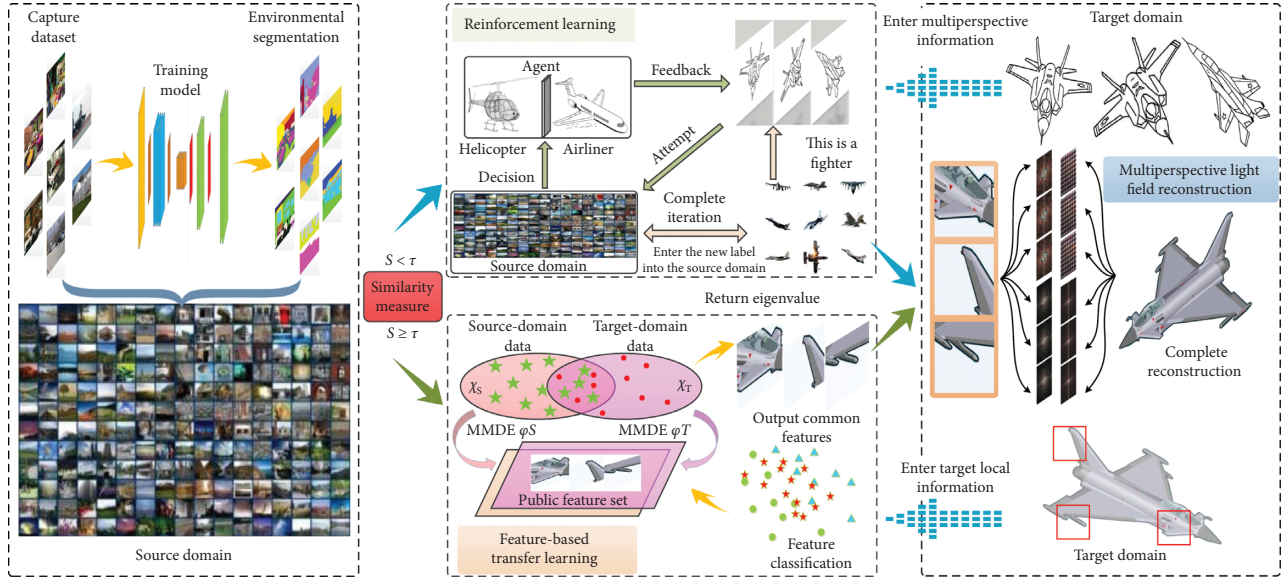 Capture
dataset
Environmental
segmentation
Training
model
Source domain
S < τ
Similarity
measure
S ≥ τ
Reinforcement learning
Agent
Feedback
Helicopter
Airliner
Attempt
This is a
fighter
Decision
Complete
iteration
Enter the new label
into the source domain
Source domain
Return eigenvalue
Source-domain
data
Target-domain
data
χS
χT
MMDE φS
MMDE φT
Output common
features
Public feature set
Feature-based
transfer learning
Feature
classification
Enter multiperspective
information
Target domain
Multiperspective light
field reconstruction
Complete
reconstruction
Enter target local
information
Target domain